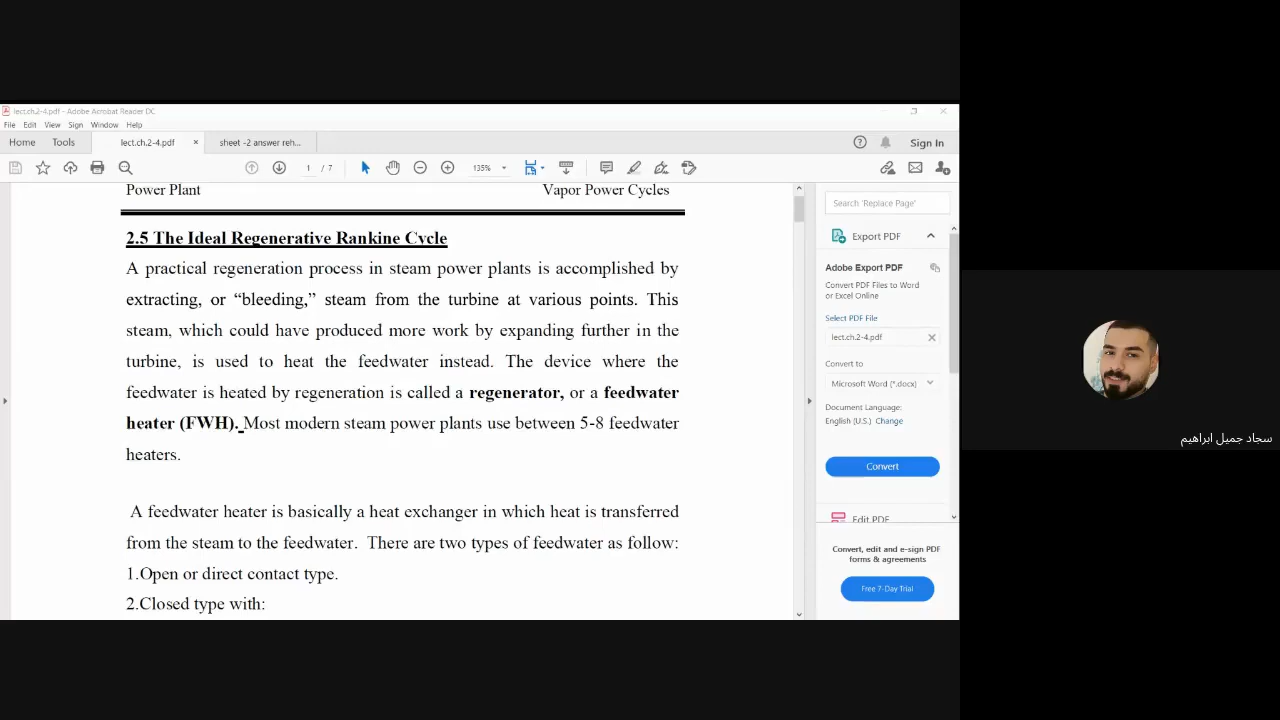 lect.ch.2-4.pdf - Adobe Acrobat Reader DC
File Edit View Sign Window Help
Home Tools lect.ch.2-4.pdf × sheet -2 answer reh... Sign In
1 / 7 135%
Power Plant Vapor Power Cycles
2.5 The Ideal Regenerative Rankine Cycle
A practical regeneration process in steam power plants is accomplished by
extracting, or “bleeding,” steam from the turbine at various points. This
steam, which could have produced more work by expanding further in the
turbine, is used to heat the feedwater instead. The device where the
feedwater is heated by regeneration is called a regenerator, or a feedwater
heater (FWH). Most modern steam power plants use between 5-8 feedwater
heaters.
A feedwater heater is basically a heat exchanger in which heat is transferred
from the steam to the feedwater. There are two types of feedwater as follow:
1.Open or direct contact type.
2.Closed type with:
Search 'Replace Page'
Export PDF
Adobe Export PDF
Convert PDF Files to Word
or Excel Online
Select PDF File
lect.ch.2-4.pdf
Convert to
Microsoft Word (*.docx)
Document Language:
English (U.S.) Change
Convert
Edit PDF
Convert, edit and e-sign PDF
forms & agreements
Free 7-Day Trial
سجاد جميل ابراهيم